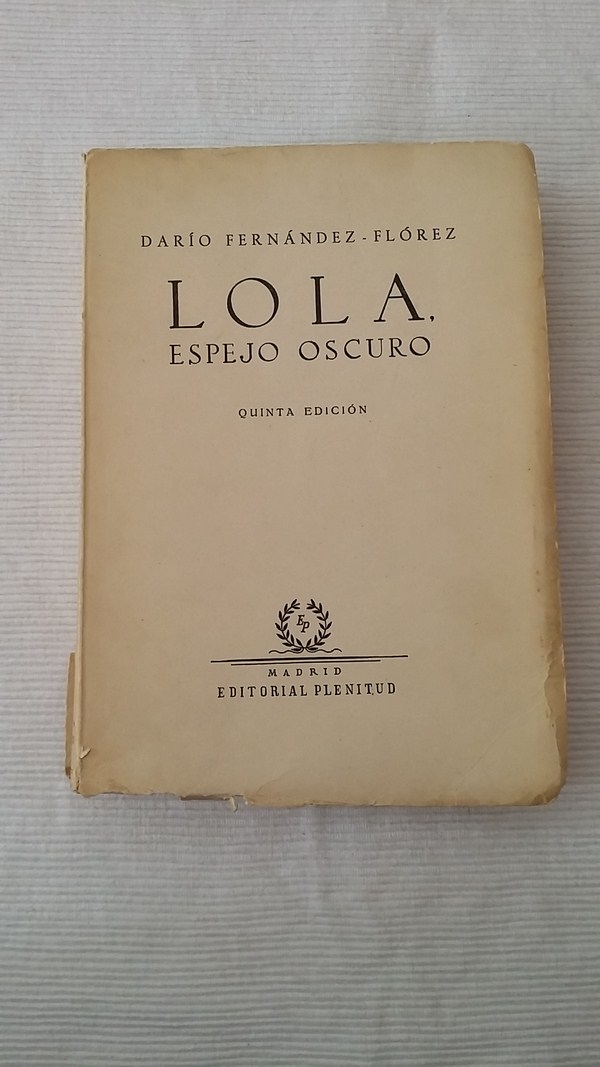 DARÍO FERNÁNDEZ-FLÓREZ
LOLA,
ESPEJO OSCURO
QUINTA EDICIÓN
EP
MADRID
EDITORIAL PLENITUD